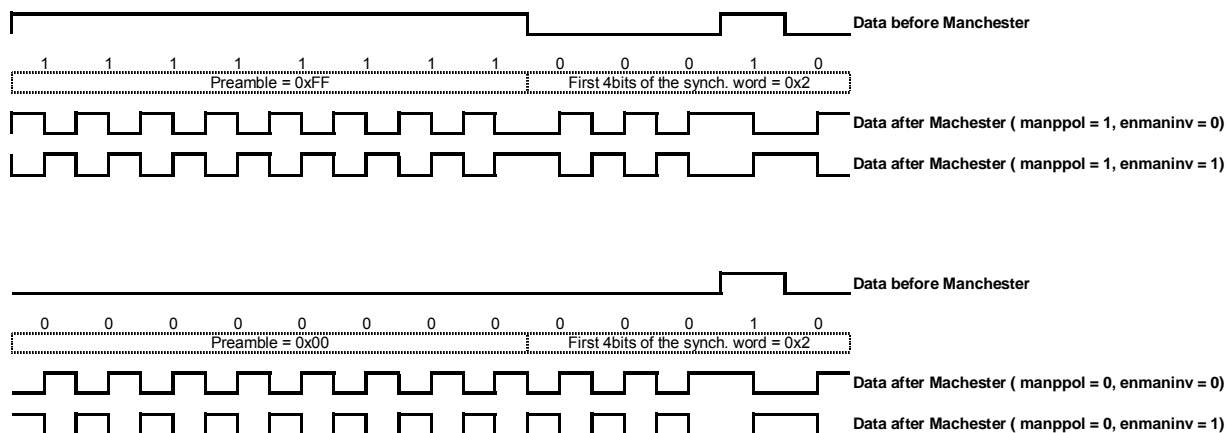 Data before Manchester
1 1 1 1 1 1 1 1 0 0 0 1 0
Preamble = 0xFF First 4bits of the synch. word = 0x2
Data after Machester ( manppol = 1, enmaninv = 0)
Data after Machester ( manppol = 1, enmaninv = 1)
Data before Manchester
0 0 0 0 0 0 0 0 0 0 0 1 0
Preamble = 0x00 First 4bits of the synch. word = 0x2
Data after Machester ( manppol = 0, enmaninv = 0)
Data after Machester ( manppol = 0, enmaninv = 1)